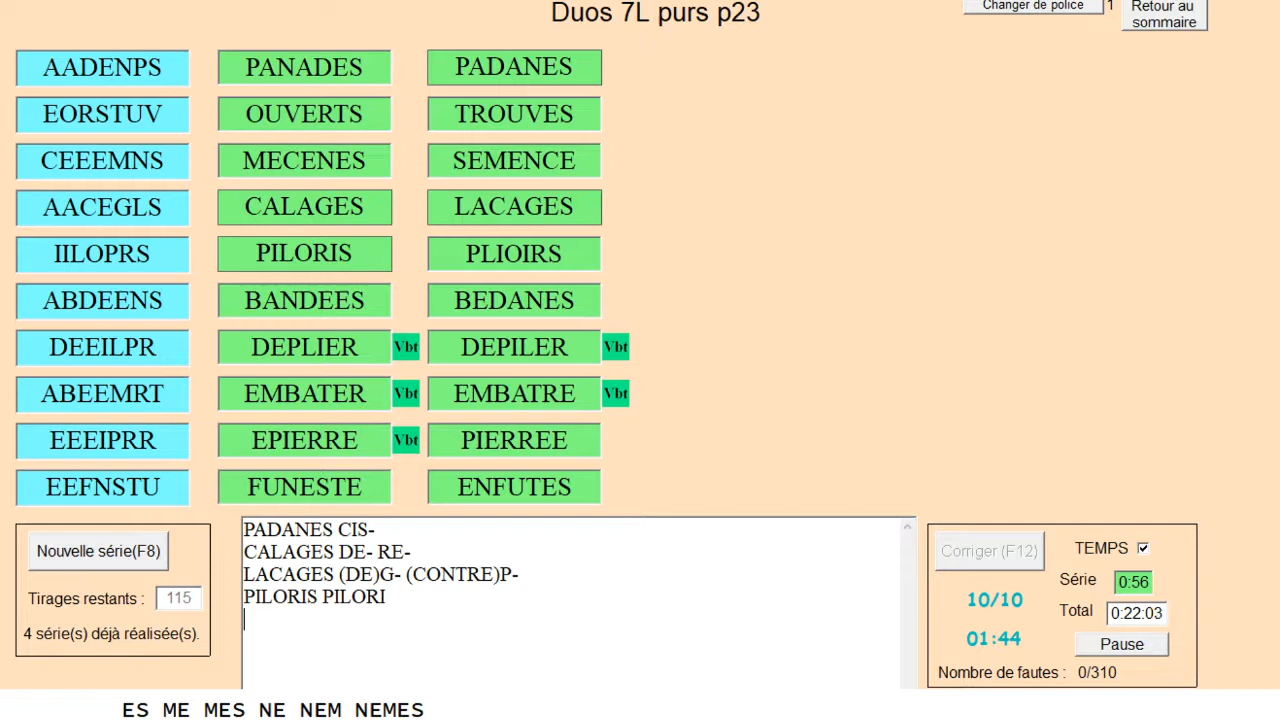 Duos 7L purs p23
Changer de police 1 Retour au sommaire
AADENPS PANADES PADANES
EORSTUV OUVERTS TROUVES
CEEEMNS MECENES SEMENCE
AACEGLS CALAGES LACAGES
IILOPRS PILORIS PLIOIRS
ABDEENS BANDEES BEDANES
DEEILPR DEPLIER Vbt DEPILER Vbt
ABEEMRT EMBATER Vbt EMBATRE Vbt
EEEIPRR EPIERRE Vbt PIERREE
EEFNSTU FUNESTE ENFUTES
Nouvelle série(F8)
Tirages restants : 115
4 série(s) déjà réalisée(s).
PADANES CIS-
CALAGES DE- RE-
LACAGES (DE)G- (CONTRE)P-
PILORIS PILORI
Corriger (F12) TEMPS
Série 0:56
10/10
Total 0:22:03
01:44
Pause
Nombre de fautes : 0/310
ES ME MES NE NEM NEMES